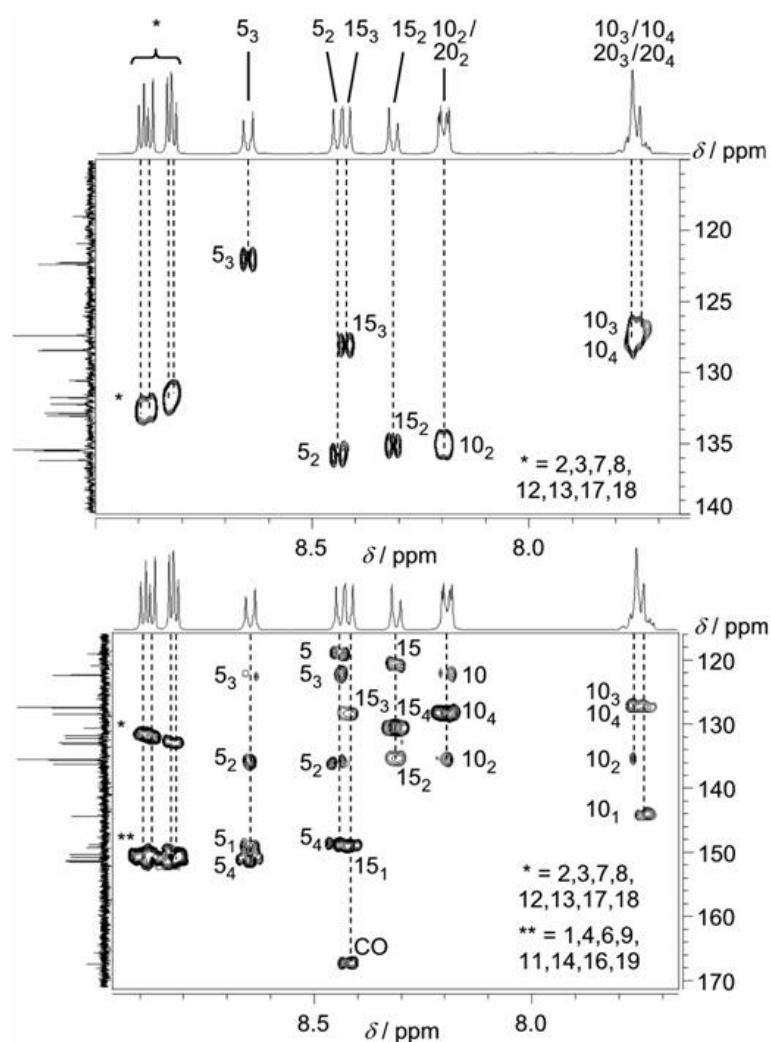 *
5₃ 5₂ 15₃ 15₂ 10₂/ 10₃/10₄
20₂ 20₃/20₄
δ / ppm
120
5₃
125
15₃ 10₃
10₄
130
*
15₂
5₂ 10₂ 135
* = 2,3,7,8,
12,13,17,18
140
8.5 8.0
δ / ppm
δ / ppm
5 15 120
5₃ 5₃ 10
15₃ 15₄ 10₄ 10₃
10₄
* 130
5₂ 5₂ 15₂ 10₂ 10₂
140
10₁
** 5₁ 5₄
5₄ 15₁ 150
* = 2,3,7,8,
12,13,17,18
160
** = 1,4,6,9,
CO 11,14,16,19
170
8.5 8.0
δ / ppm